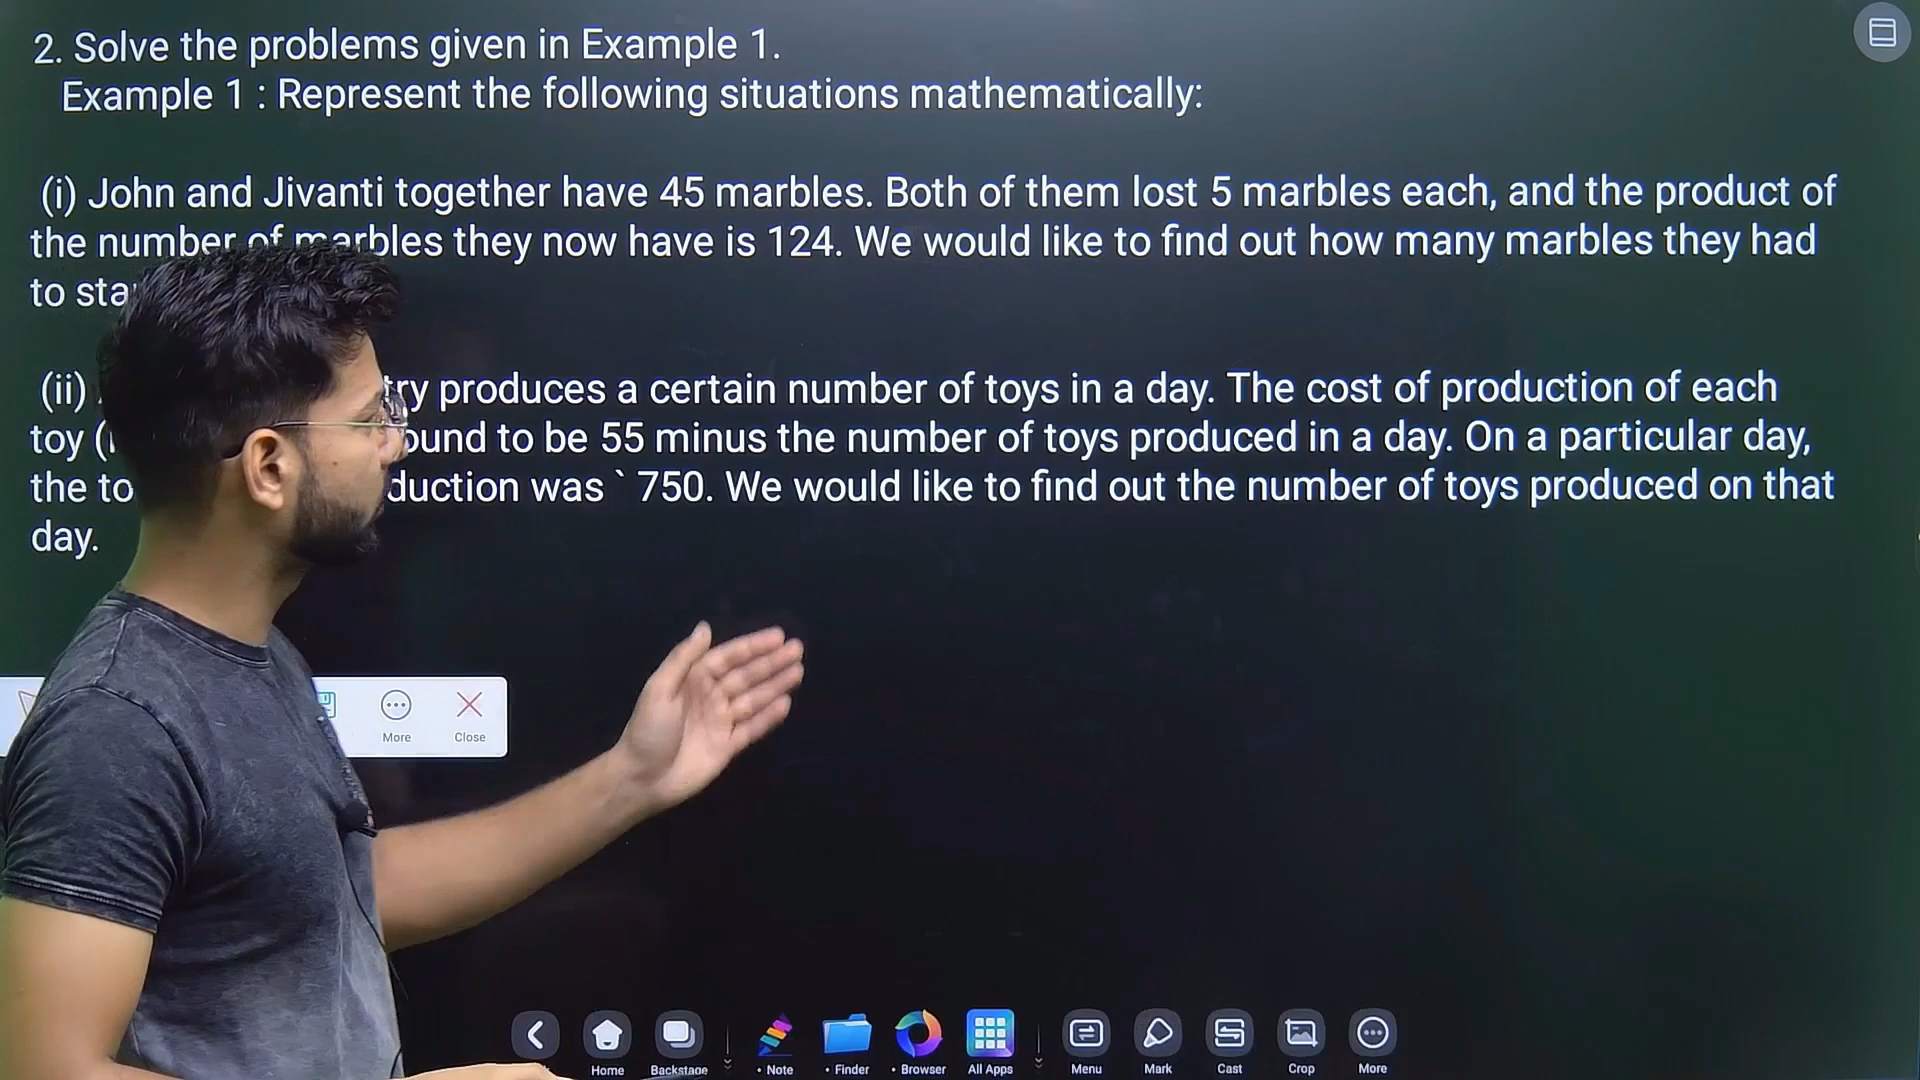 2. Solve the problems given in Example 1.
Example 1 : Represent the following situations mathematically:
(i) John and Jivanti together have 45 marbles. Both of them lost 5 marbles each, and the product of
the number of marbles they now have is 124. We would like to find out how many marbles they had
to
(ii) produces a certain number of toys in a day. The cost of production of each
toy to be 55 minus the number of toys produced in a day. On a particular day,
the was ` 750. We would like to find out the number of toys produced on that
day.
More Close
Home Backstage • Note • Finder • Browser All Apps Menu Mark Cast Crop More